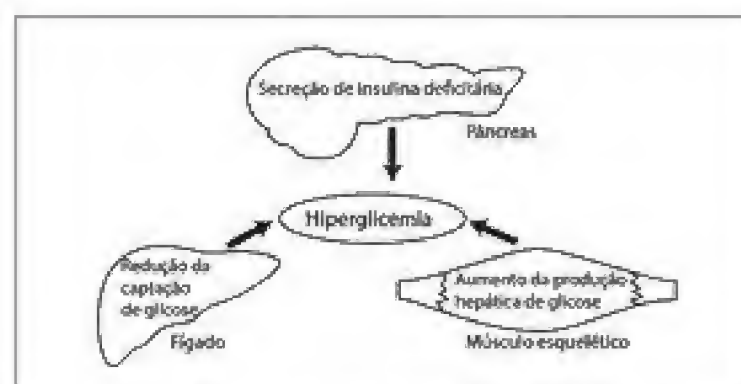 Secreção de insulina deficitária
Pâncreas
Hiperglicemia
Redução da
captação
de glicose
Fígado
Aumento da produção
hepática de glicose
Músculo esquelético